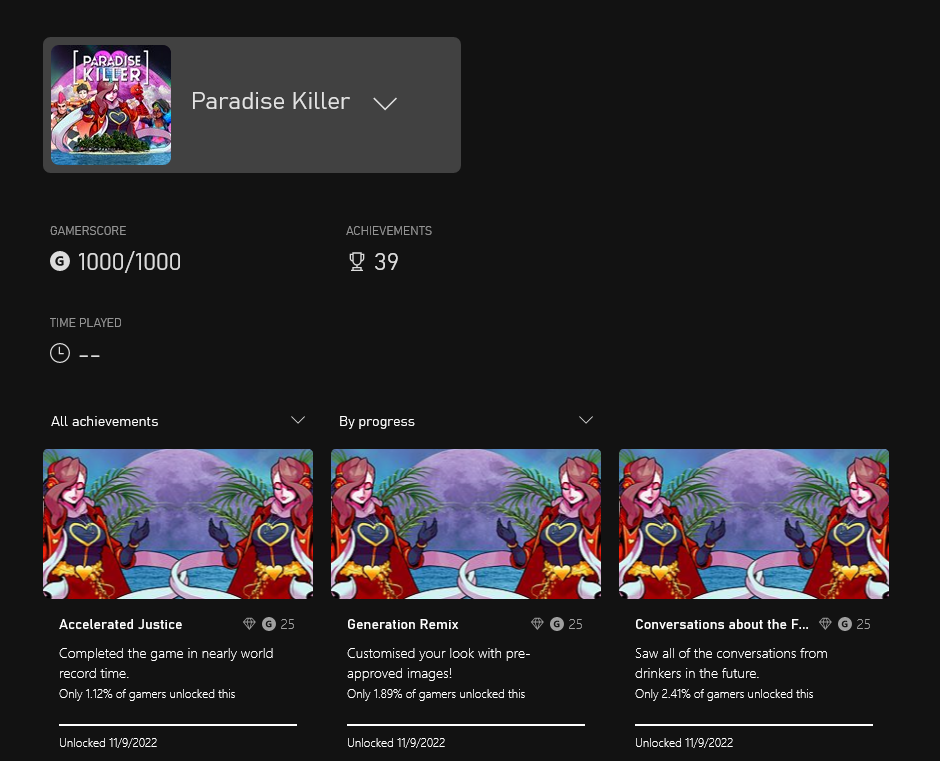 [PARADISE
KILLER]
Paradise Killer
GAMERSCORE
ACHIEVEMENTS
G 1000/1000
39
TIME PLAYED
--
All achievements
By progress
Accelerated Justice
G 25
Completed the game in nearly world
record time.
Only 1.12% of gamers unlocked this
Unlocked 11/9/2022
Generation Remix
G 25
Customised your look with pre-
approved images!
Only 1.89% of gamers unlocked this
Unlocked 11/9/2022
Conversations about the F...
G 25
Saw all of the conversations from
drinkers in the future.
Only 2.41% of gamers unlocked this
Unlocked 11/9/2022